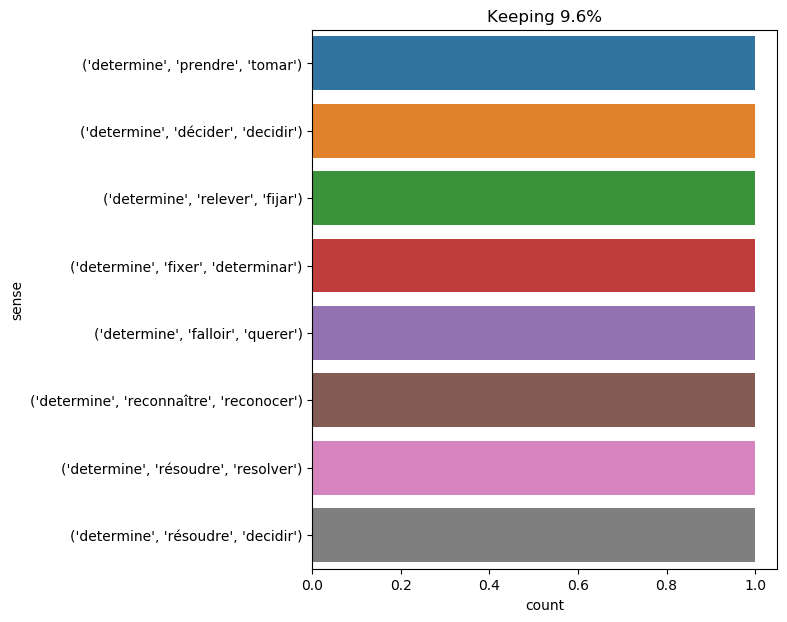 Keeping 9.6%
('determine', 'prendre', 'tomar')
('determine', 'décider', 'decidir')
('determine', 'relever', 'fijar')
('determine', 'fixer', 'determinar')
('determine', 'falloir', 'querer')
('determine', 'reconnaître', 'reconocer')
('determine', 'résoudre', 'resolver')
('determine', 'résoudre', 'decidir')
sense
0.0 0.2 0.4 0.6 0.8 1.0
count